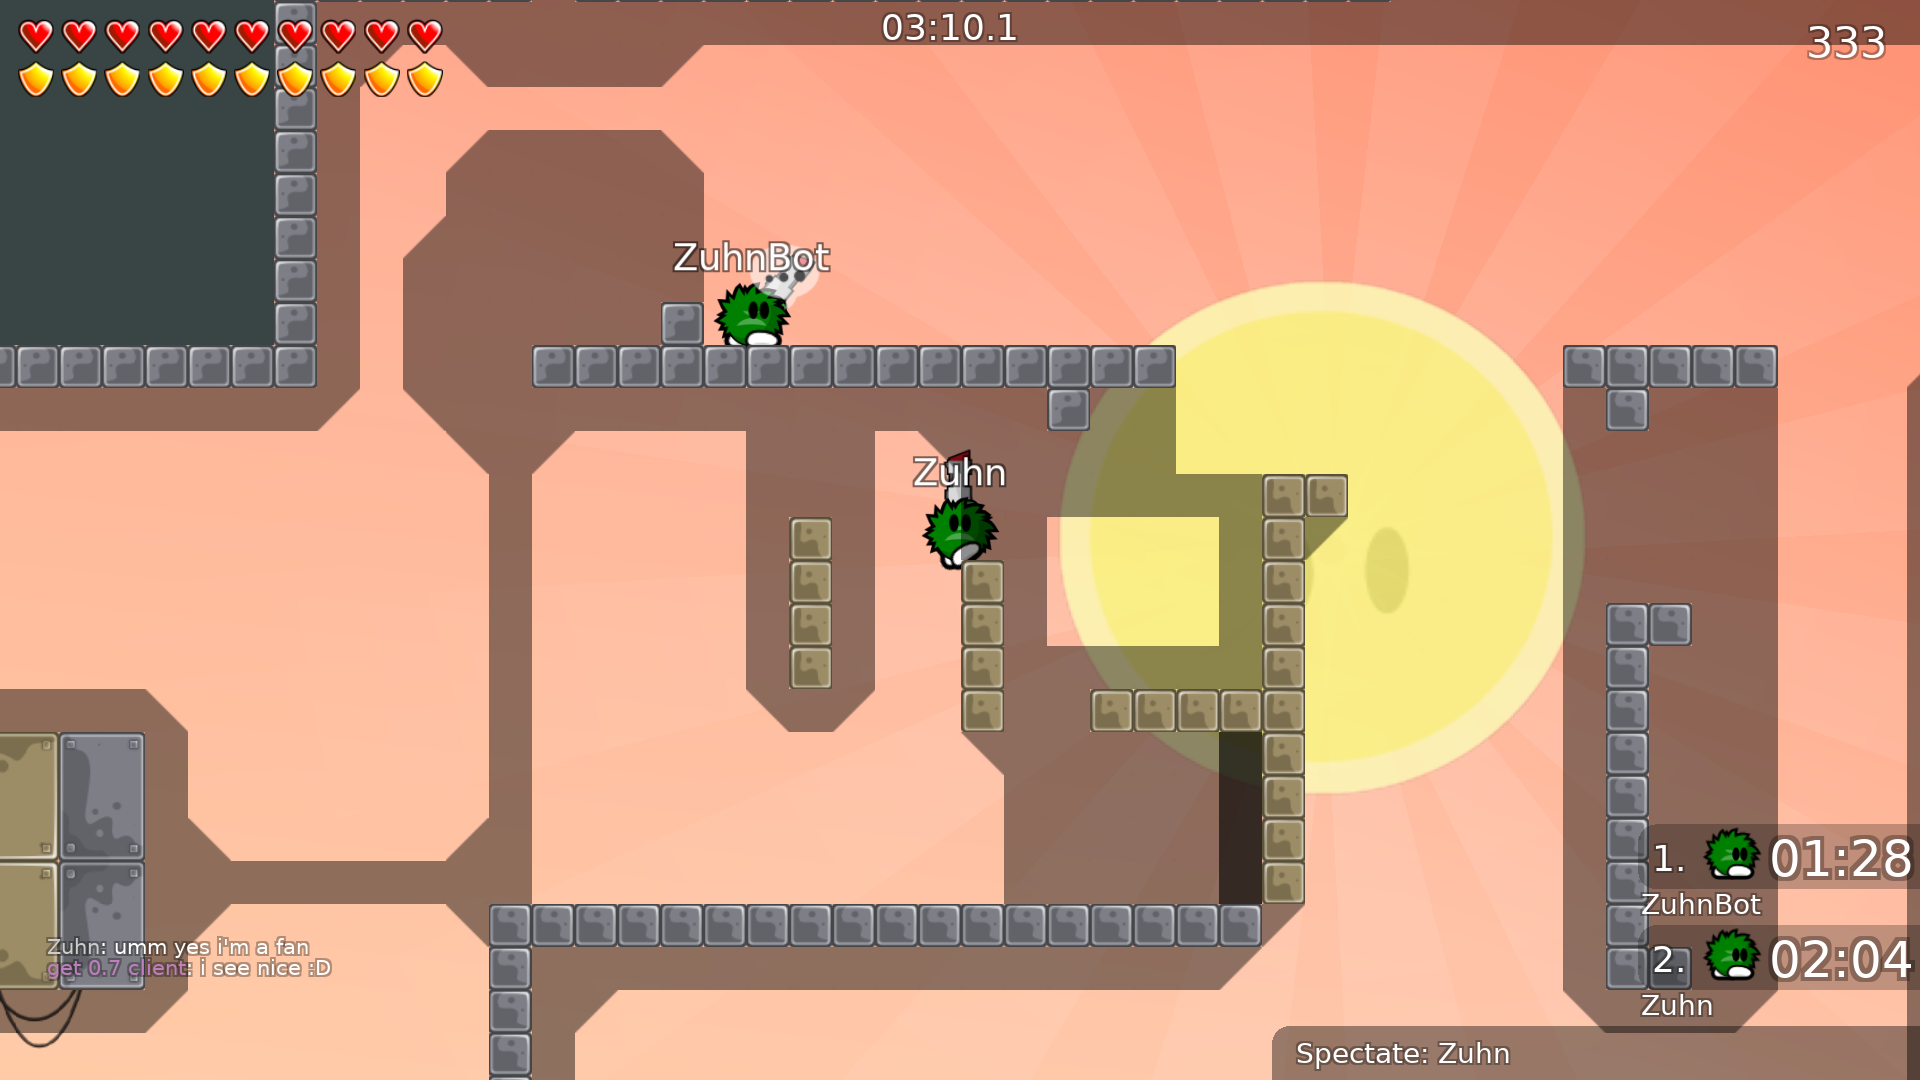 03:10.1
333
ZuhnBot
Zuhn
1. 01:28
ZuhnBot
2. 02:04
Zuhn
Zuhn: umm yes i'm a fan
get 0.7 client: i see nice :D
Spectate: Zuhn